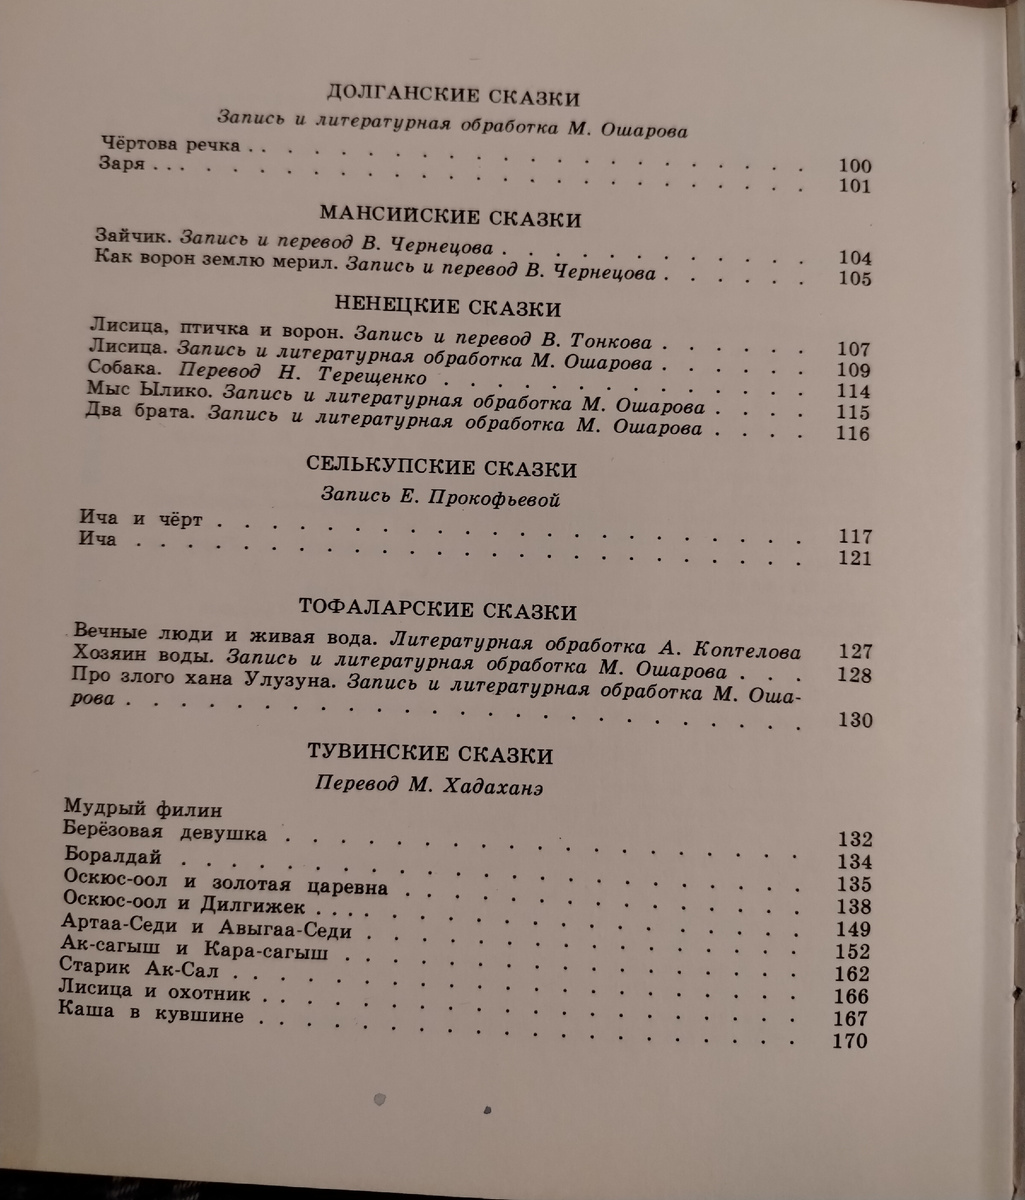 ДОЛГАНСКИЕ СКАЗКИ
Запись и литературная обработка М. Ошарова
Чёртова речка . . . . . . . . . . . . . . . . . . . . . 100
Заря . . . . . . . . . . . . . . . . . . . . . . . . . 101
МАНСИЙСКИЕ СКАЗКИ
Зайчик. Запись и перевод В. Чернецова . . . . . . . . . . . 104
Как ворон землю мерил. Запись и перевод В. Чернецова . . . . . . 105
НЕНЕЦКИЕ СКАЗКИ
Лисица, птичка и ворон. Запись и перевод В. Тонкова . . . . . . 107
Лисица. Запись и литературная обработка М. Ошарова . . . . . . 109
Собака. Перевод Н. Терещенко . . . . . . . . . . . . . 114
Мыс Ылико. Запись и литературная обработка М. Ошарова . . . . 115
Два брата. Запись и литературная обработка М. Ошарова . . . . 116
СЕЛЬКУПСКИЕ СКАЗКИ
Запись Е. Прокофьевой
Ича и чёрт . . . . . . . . . . . . . . . . . . . . . 117
Ича . . . . . . . . . . . . . . . . . . . . . . . . 121
ТОФАЛАРСКИЕ СКАЗКИ
Вечные люди и живая вода. Литературная обработка А. Коптелова 127
Хозяин воды. Запись и литературная обработка М. Ошарова . . . 128
Про злого хана Улузуна. Запись и литературная обработка М. Оша-
рова . . . . . . . . . . . . . . . . . . . . . . . . 130
ТУВИНСКИЕ СКАЗКИ
Перевод М. Хадаханэ
Мудрый филин 132
Берёзовая девушка . . . . . . . . . . . . . . . . . . . 134
Боралдай . . . . . . . . . . . . . . . . . . . . . . 135
Оскюс-оол и золотая царевна . . . . . . . . . . . . . . . 138
Оскюс-оол и Дилгижек . . . . . . . . . . . . . . . . . . 149
Артаа-Седи и Авыгаа-Седи . . . . . . . . . . . . . . . . 152
Ак-сагыш и Кара-сагыш . . . . . . . . . . . . . . . . . 162
Старик Ак-Сал . . . . . . . . . . . . . . . . . . . . . 166
Лисица и охотник . . . . . . . . . . . . . . . . . . . . 167
Каша в кувшине . . . . . . . . . . . . . . . . . . . . 170